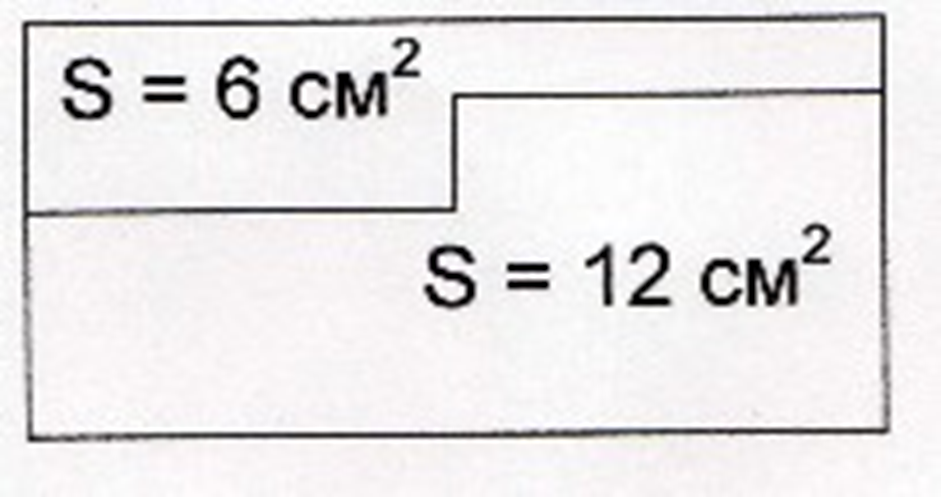 S = 6 см²
S = 12 см²